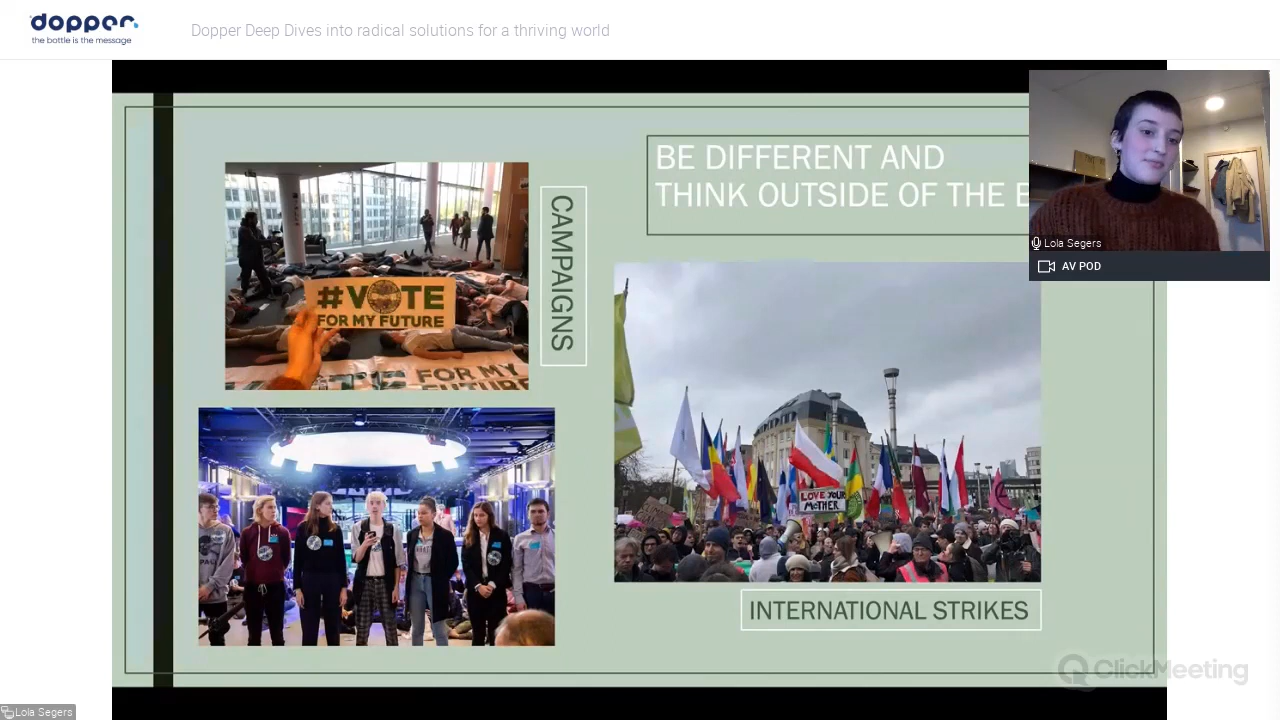 dopper
the bottle is the message
Dopper Deep Dives into radical solutions for a thriving world
BE DIFFERENT AND
THINK OUTSIDE OF THE
CAMPAIGNS
#VOTE
FOR MY FUTURE
FOR MY
FUTURE
LOVE YOUR
MOTHER
INTERNATIONAL STRIKES
Lola Segers
AV POD
ClickMeeting
Lola Segers